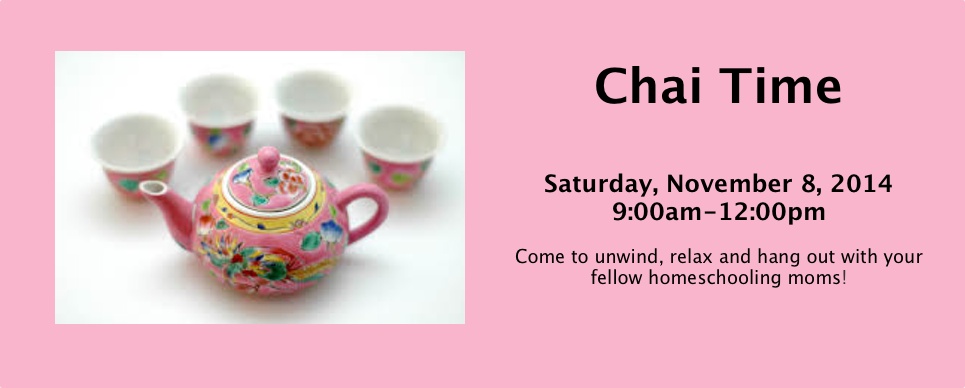 Chai Time
Saturday, November 8, 2014
9:00am-12:00pm
Come to unwind, relax and hang out with your
fellow homeschooling moms!